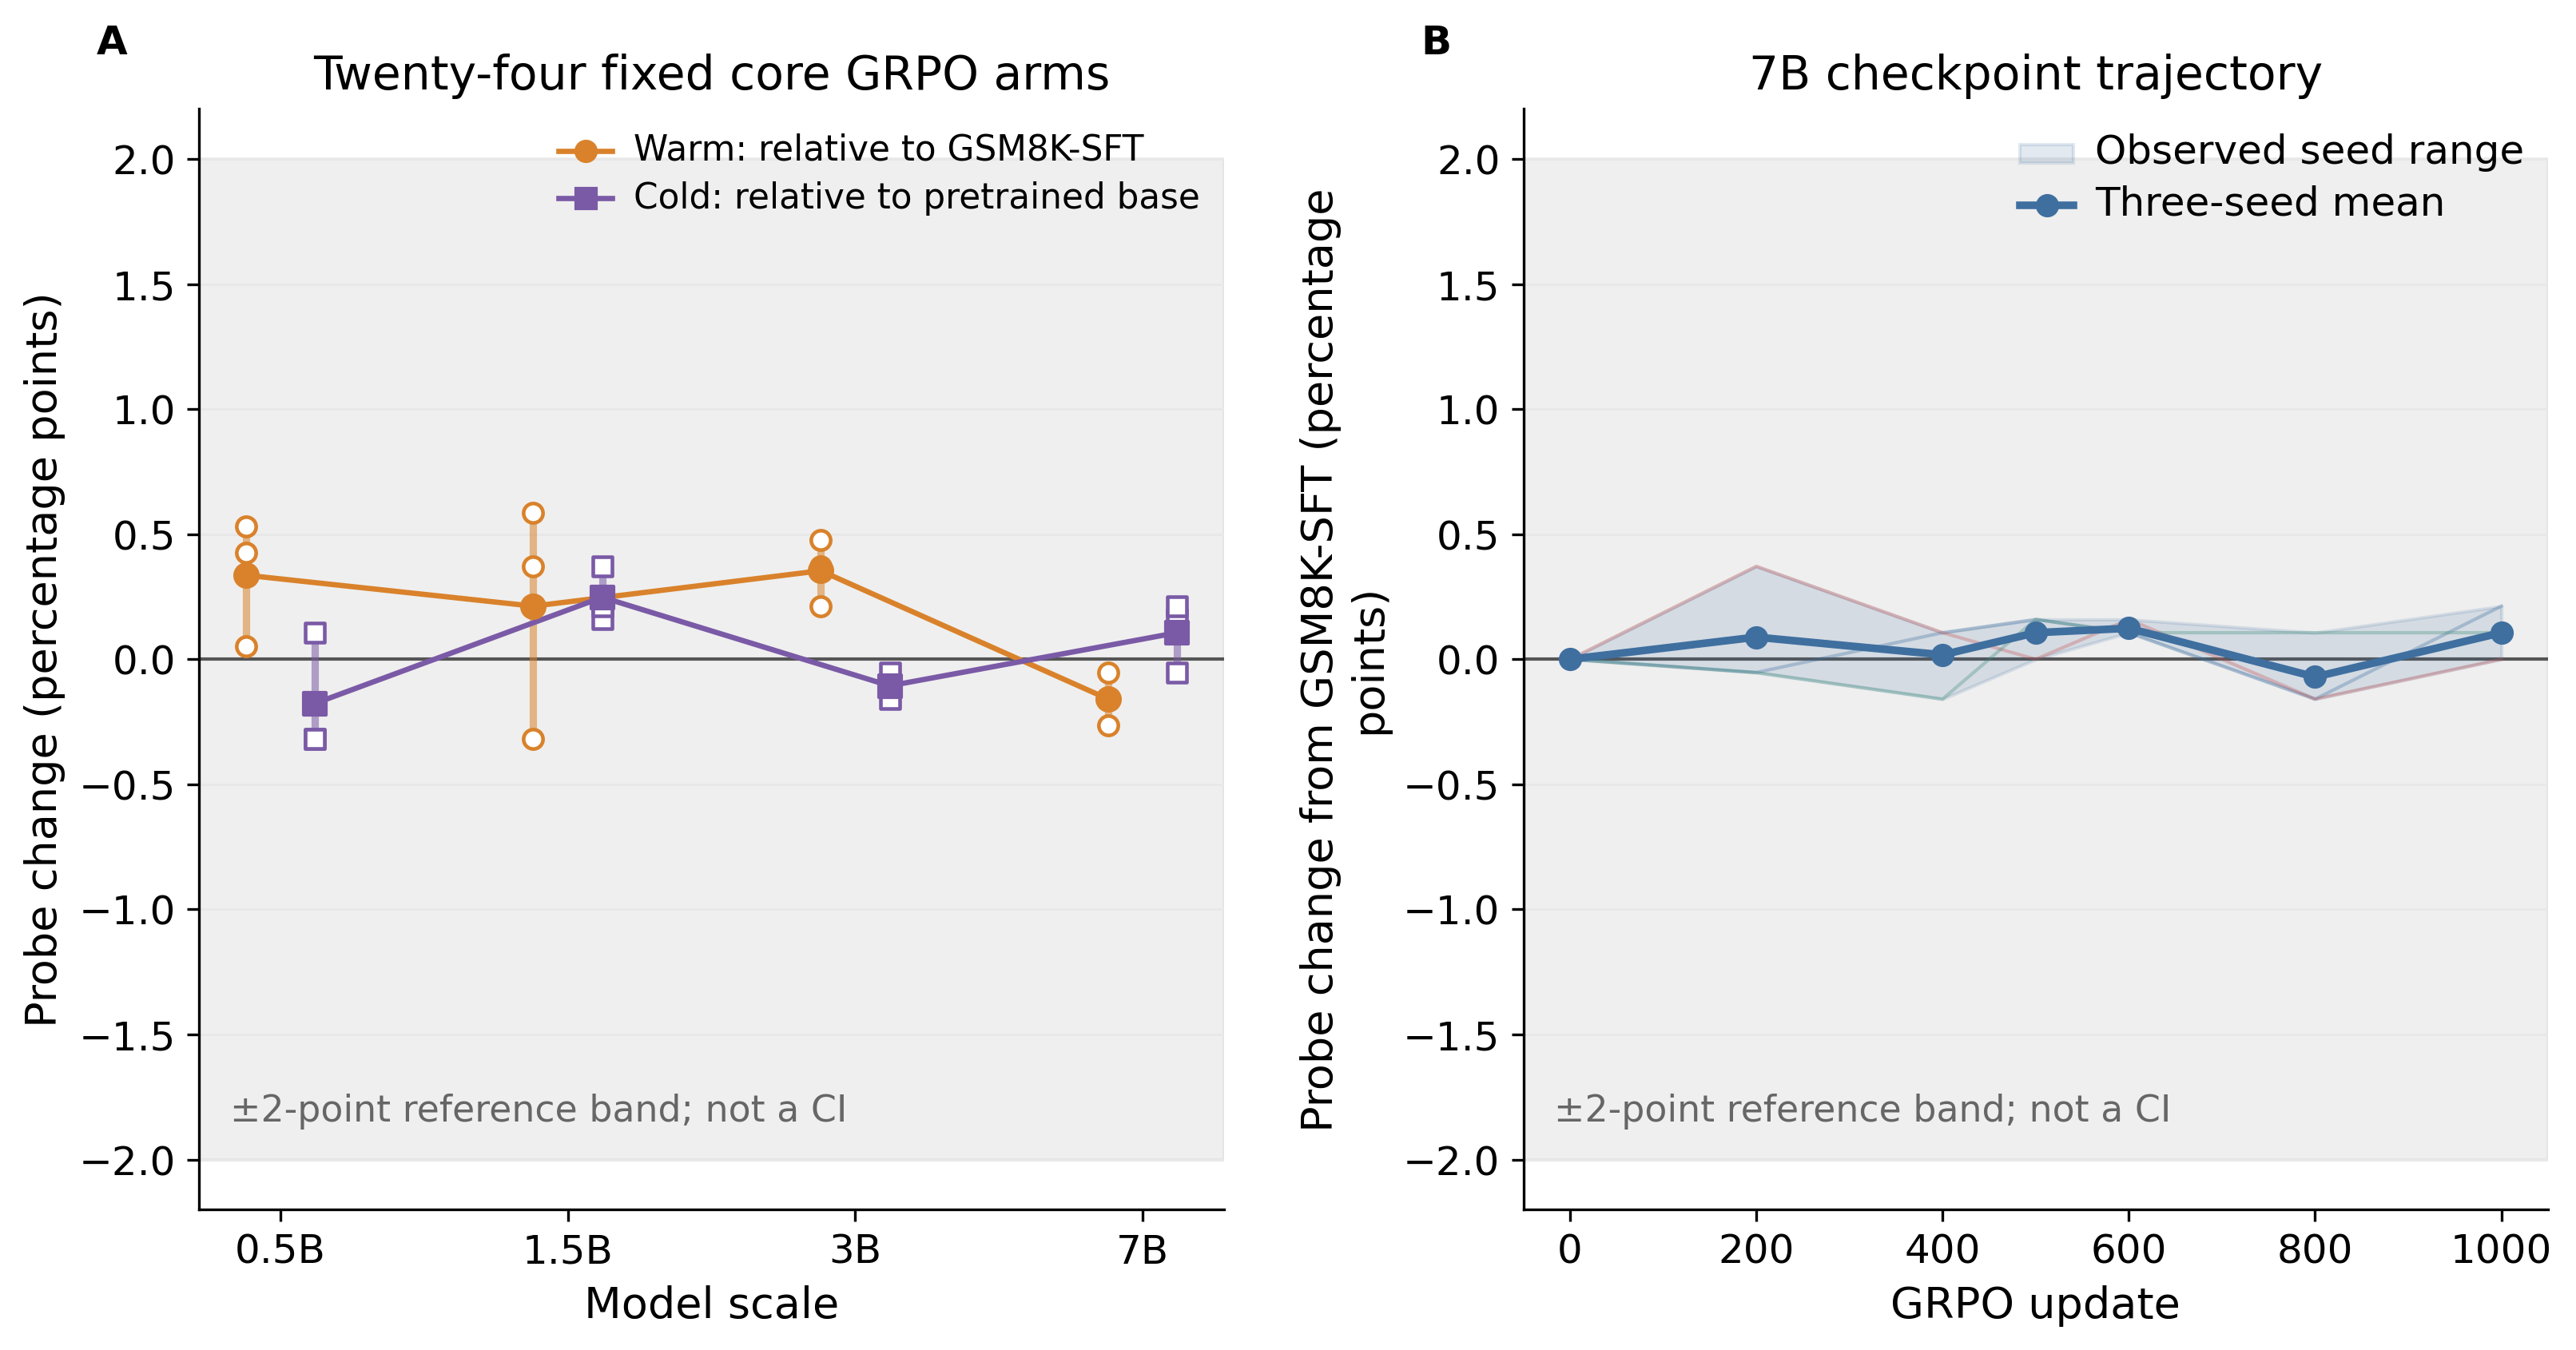 A
Twenty-four fixed core GRPO arms
Warm: relative to GSM8K-SFT
Cold: relative to pretrained base
Probe change (percentage points)
2.0
1.5
1.0
0.5
0.0
−0.5
−1.0
−1.5
−2.0
±2-point reference band; not a CI
0.5B
1.5B
3B
7B
Model scale
B
7B checkpoint trajectory
Observed seed range
Three-seed mean
Probe change from GSM8K-SFT (percentage
points)
2.0
1.5
1.0
0.5
0.0
−0.5
−1.0
−1.5
−2.0
±2-point reference band; not a CI
0
200
400
600
800
1000
GRPO update